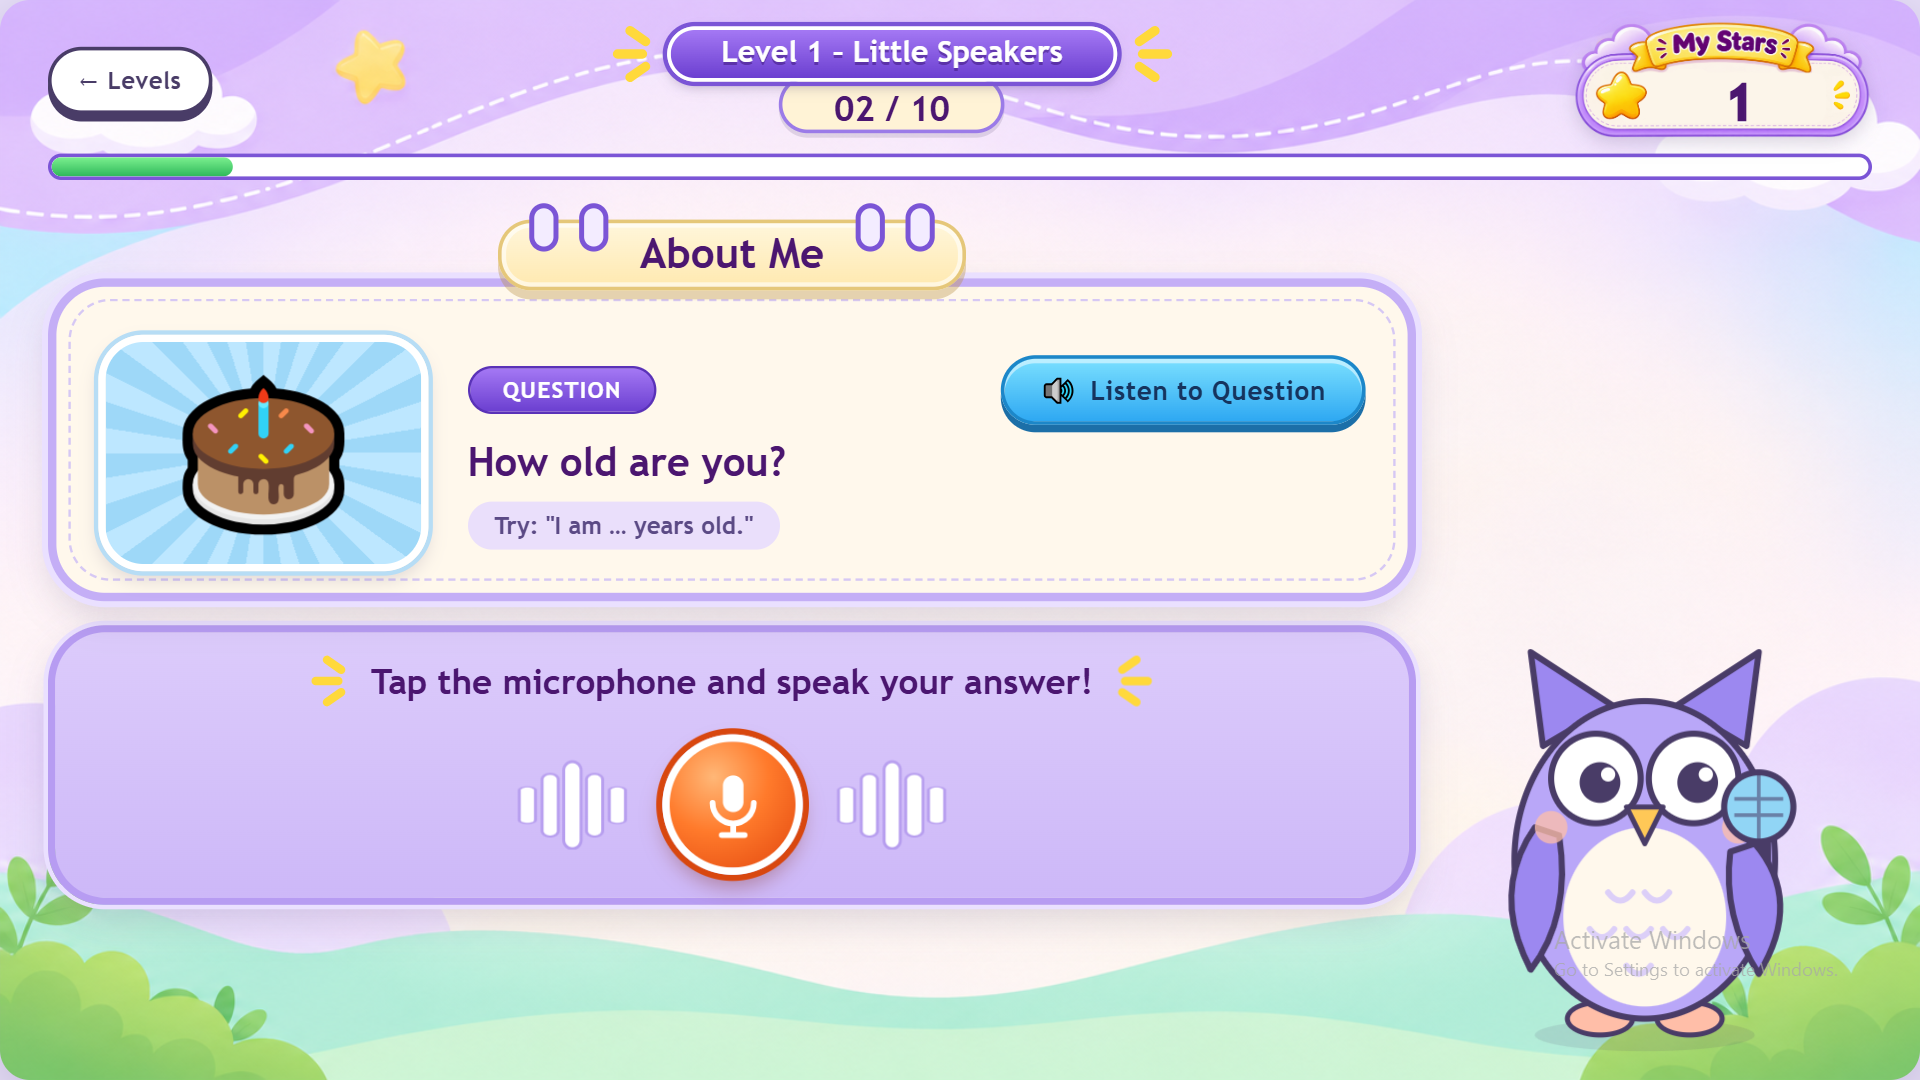 ← Levels
Level 1 – Little Speakers
02 / 10
My Stars
1
About Me
QUESTION
Listen to Question
How old are you?
Try: "I am ... years old."
Tap the microphone and speak your answer!
Activate Windows
Go to Settings to activate Windows.